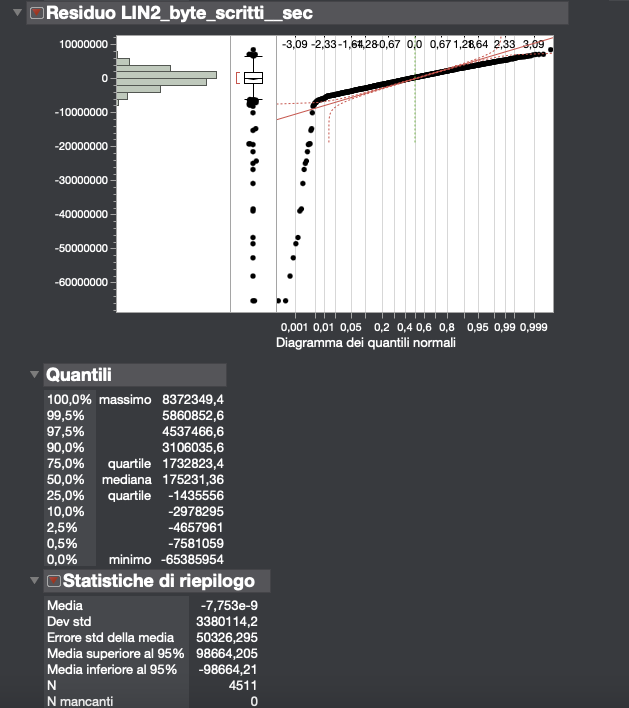 Residuo LIN2_byte_scritti__sec
-3,09 -2,33 -1,64 -1,28 -0,67 0,0 0,67 1,28 1,64 2,33 3,09
10000000
0
-10000000
-20000000
-30000000
-40000000
-50000000
-60000000
0,001 0,01 0,05 0,2 0,4 0,6 0,8 0,95 0,99 0,999
Diagramma dei quantili normali
Quantili
100,0% massimo 8372349,4
99,5% 5860852,6
97,5% 4537466,6
90,0% 3106035,6
75,0% quartile 1732823,4
50,0% mediana 175231,36
25,0% quartile -1435556
10,0% -2978295
2,5% -4657961
0,5% -7581059
0,0% minimo -65385954
Statistiche di riepilogo
Media -7,753e-9
Dev std 3380114,2
Errore std della media 50326,295
Media superiore al 95% 98664,205
Media inferiore al 95% -98664,21
N 4511
N mancanti 0